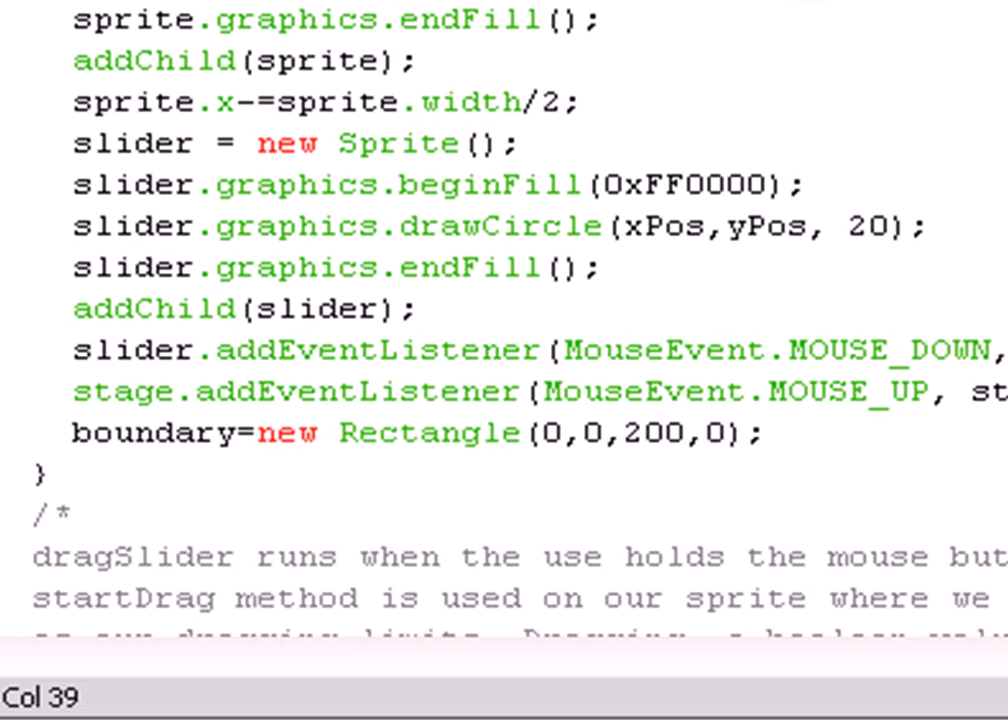 sprite.graphics.endFill();
addChild(sprite);
sprite.x-=sprite.width/2;
slider = new Sprite();
slider.graphics.beginFill(0xFF0000);
slider.graphics.drawCircle(xPos,yPos, 20);
slider.graphics.endFill();
addChild(slider);
slider.addEventListener(MouseEvent.MOUSE_DOWN,
stage.addEventListener(MouseEvent.MOUSE_UP, st
boundary=new Rectangle(0,0,200,0);
}
/*
dragSlider runs when the use holds the mouse but
startDrag method is used on our sprite where we
Col 39